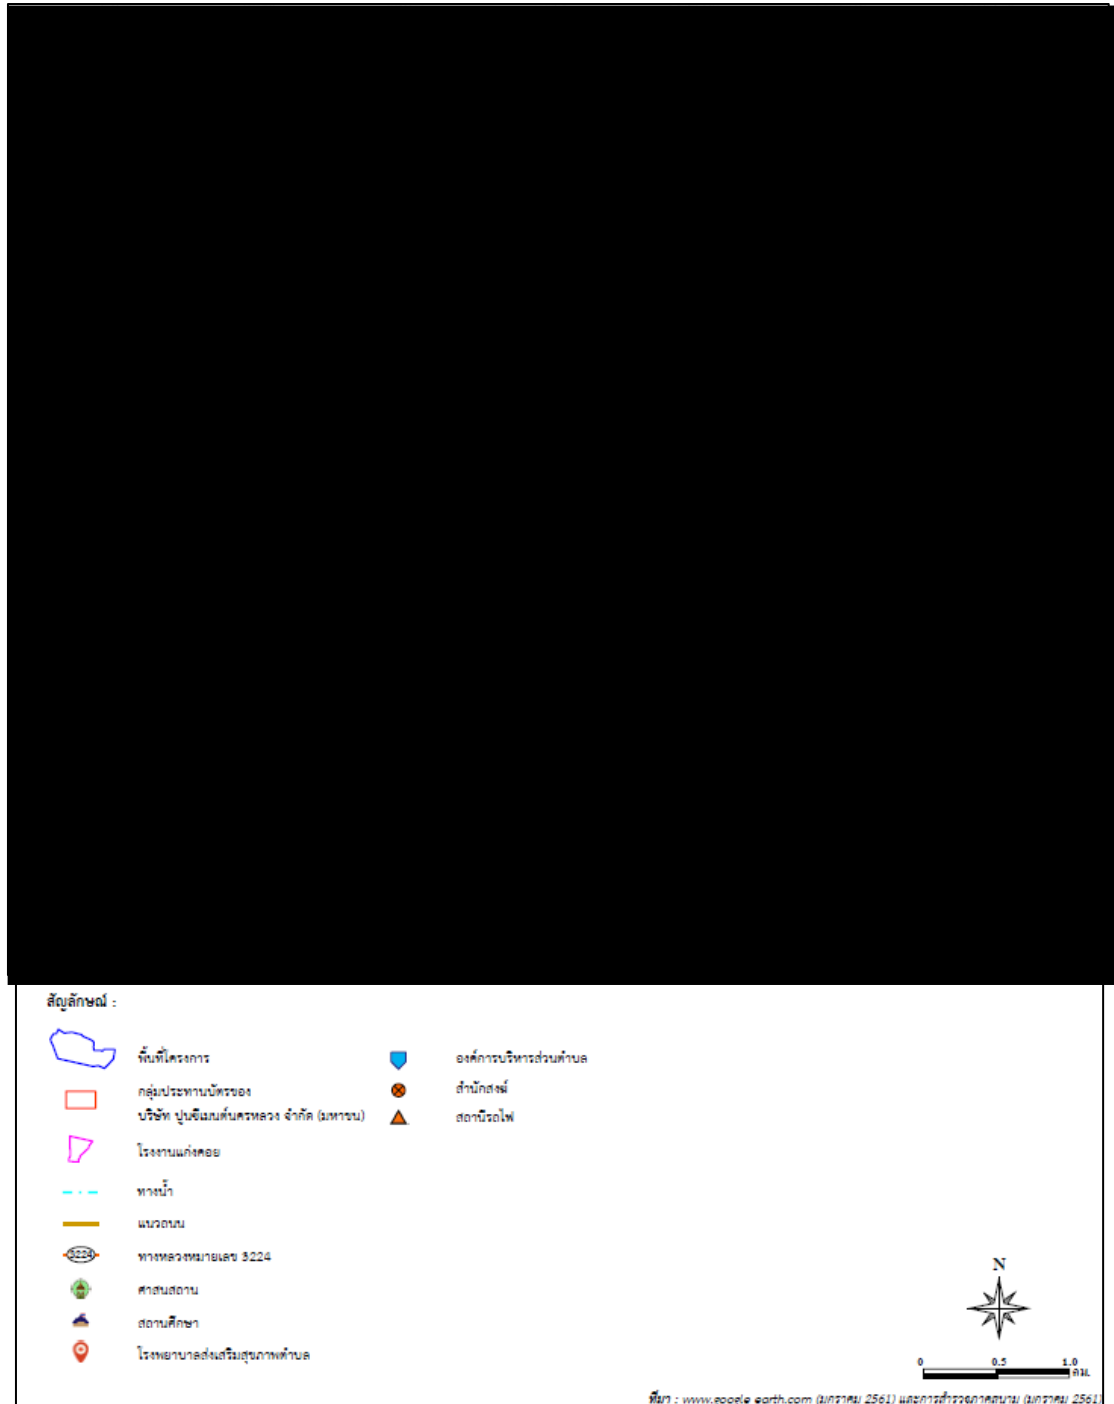 สัญลักษณ์ :
พื้นที่โครงการ
กลุ่มประทานบัตรของ
บริษัท ปูนซีเมนต์นครหลวง จำกัด (มหาชน)
โรงงานแก่งคอย
ทางน้ำ
แนวถนน
3224
ทางหลวงหมายเลข 3224
ศาสนสถาน
สถานศึกษา
โรงพยาบาลส่งเสริมสุขภาพตำบล
องค์การบริหารส่วนตำบล
สำนักสงฆ์
สถานีรถไฟ
N
0 0.5 1.0
กม.
ที่มา : www.google earth.com (มกราคม 2561) และการสำรวจภาคสนาม (มกราคม 2561)